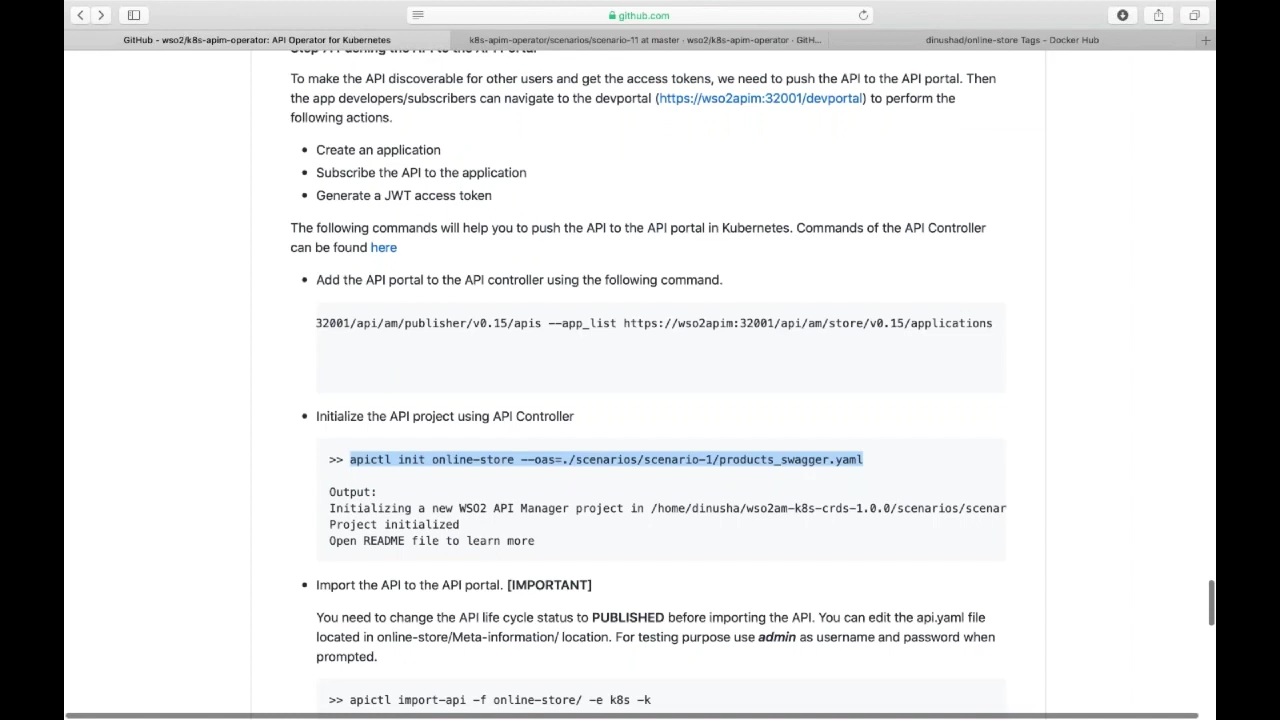 github.com
GitHub - wso2/k8s-apim-operator: API Operator for Kubernetes
k8s-apim-operator/scenarios/scenario-11 at master · wso2/k8s-apim-operator · GitH...
dinushad/online-store Tags - Docker Hub
To make the API discoverable for other users and get the access tokens, we need to push the API to the API portal. Then
the app developers/subscribers can navigate to the devportal (https://wso2apim:32001/devportal) to perform the
following actions.
• Create an application
• Subscribe the API to the application
• Generate a JWT access token
The following commands will help you to push the API to the API portal in Kubernetes. Commands of the API Controller
can be found here
• Add the API portal to the API controller using the following command.
32001/api/am/publisher/v0.15/apis --app_list https://wso2apim:32001/api/am/store/v0.15/applications
• Initialize the API project using API Controller
>> apictl init online-store --oas=./scenarios/scenario-1/products_swagger.yaml
Output:
Initializing a new WSO2 API Manager project in /home/dinusha/wso2am-k8s-crds-1.0.0/scenarios/scenar
Project initialized
Open README file to learn more
• Import the API to the API portal. [IMPORTANT]
You need to change the API life cycle status to PUBLISHED before importing the API. You can edit the api.yaml file
located in online-store/Meta-information/ location. For testing purpose use admin as username and password when
prompted.
>> apictl import-api -f online-store/ -e k8s -k